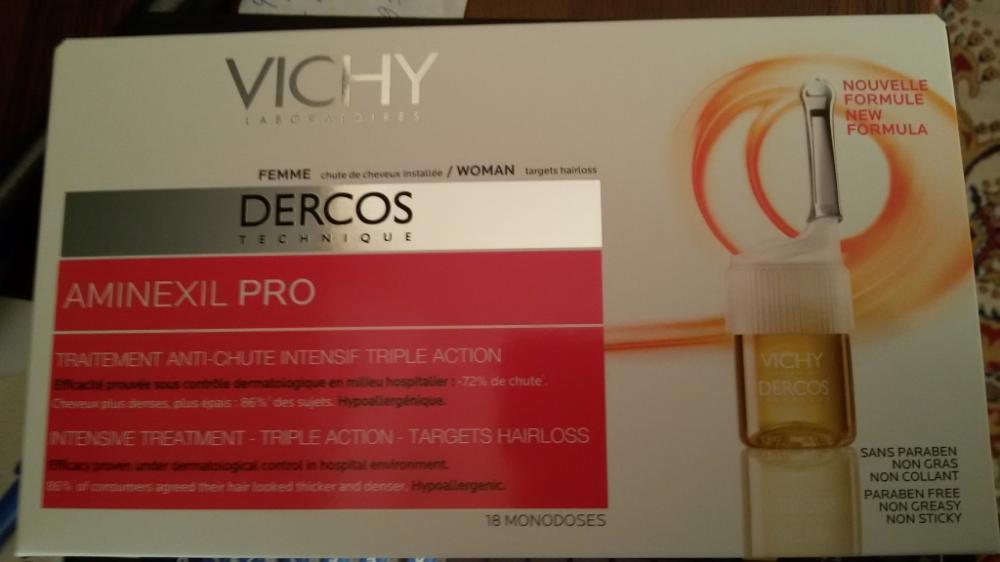 VICHY
LABORATOIRES
NOUVELLE
FORMULE
NEW
FORMULA
FEMME chute de cheveux installée / WOMAN targets hairloss
DERCOS
TECHNIQUE
AMINEXIL PRO
TRAITEMENT ANTI-CHUTE INTENSIF TRIPLE ACTION
Efficacité prouvée sous contrôle dermatologique en milieu hospitalier : -72% de chute
Cheveux plus denses, plus épais : 86% des sujets. Hypoallergénique.
INTENSIVE TREATMENT - TRIPLE ACTION - TARGETS HAIRLOSS
Efficacy proven under dermatological control in hospital environment.
86% of consumers agreed their hair looked thicker and denser. Hypoallergenic.
18 MONODOSES
VICHY
DERCOS
SANS PARABEN
NON GRAS
NON COLLANT
PARABEN FREE
NON GREASY
NON STICKY